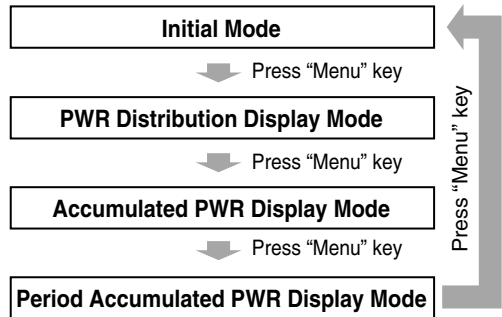 Initial Mode
Press “Menu” key
PWR Distribution Display Mode
Press “Menu” key
Accumulated PWR Display Mode
Press “Menu” key
Period Accumulated PWR Display Mode
Press “Menu” key